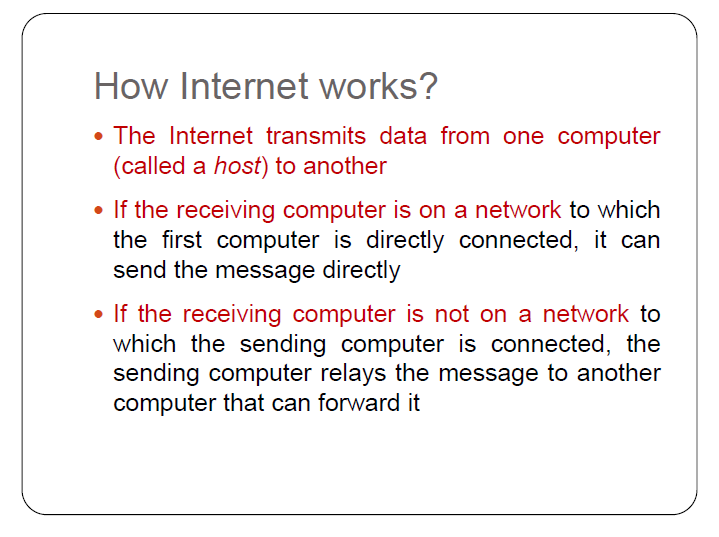 How Internet works?
• The Internet transmits data from one computer
(called a host) to another
• If the receiving computer is on a network to which
the first computer is directly connected, it can
send the message directly
• If the receiving computer is not on a network to
which the sending computer is connected, the
sending computer relays the message to another
computer that can forward it